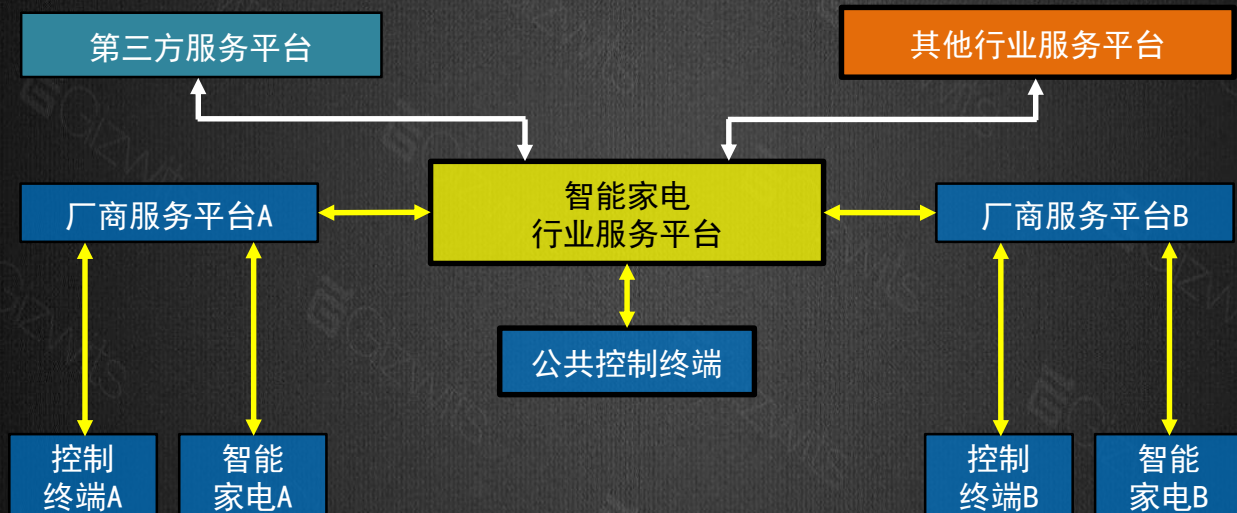 第三方服务平台
其他行业服务平台
智能家电
行业服务平台
厂商服务平台A
厂商服务平台B
公共控制终端
控制
终端A
智能
家电A
控制
终端B
智能
家电B
GIZWITS